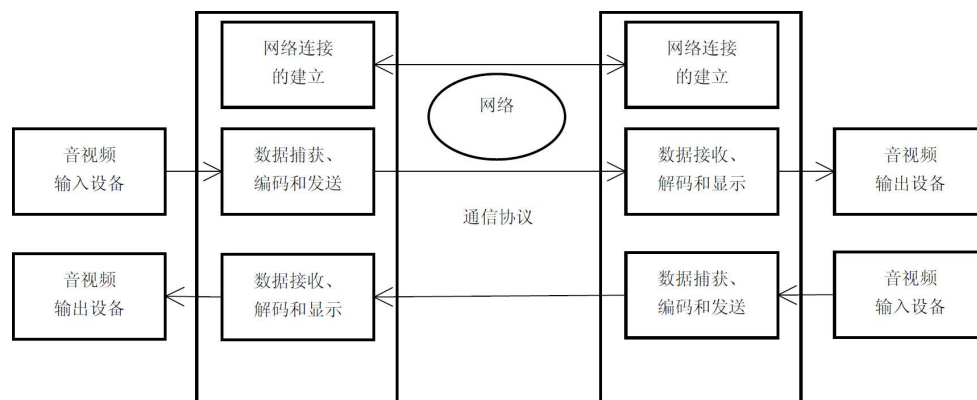 网络连接
的建立
网络连接
的建立
网络
音视频
输入设备
数据捕获、
编码和发送
数据接收、
解码和显示
音视频
输出设备
通信协议
音视频
输出设备
数据接收、
解码和显示
数据捕获、
编码和发送
音视频
输入设备